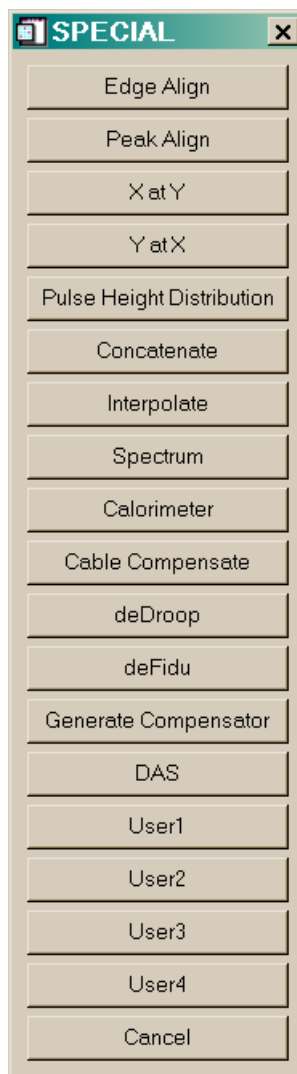 SPECIAL
Edge Align
Peak Align
X at Y
Y at X
Pulse Height Distribution
Concatenate
Interpolate
Spectrum
Calorimeter
Cable Compensate
deDroop
deFidu
Generate Compensator
DAS
User1
User2
User3
User4
Cancel